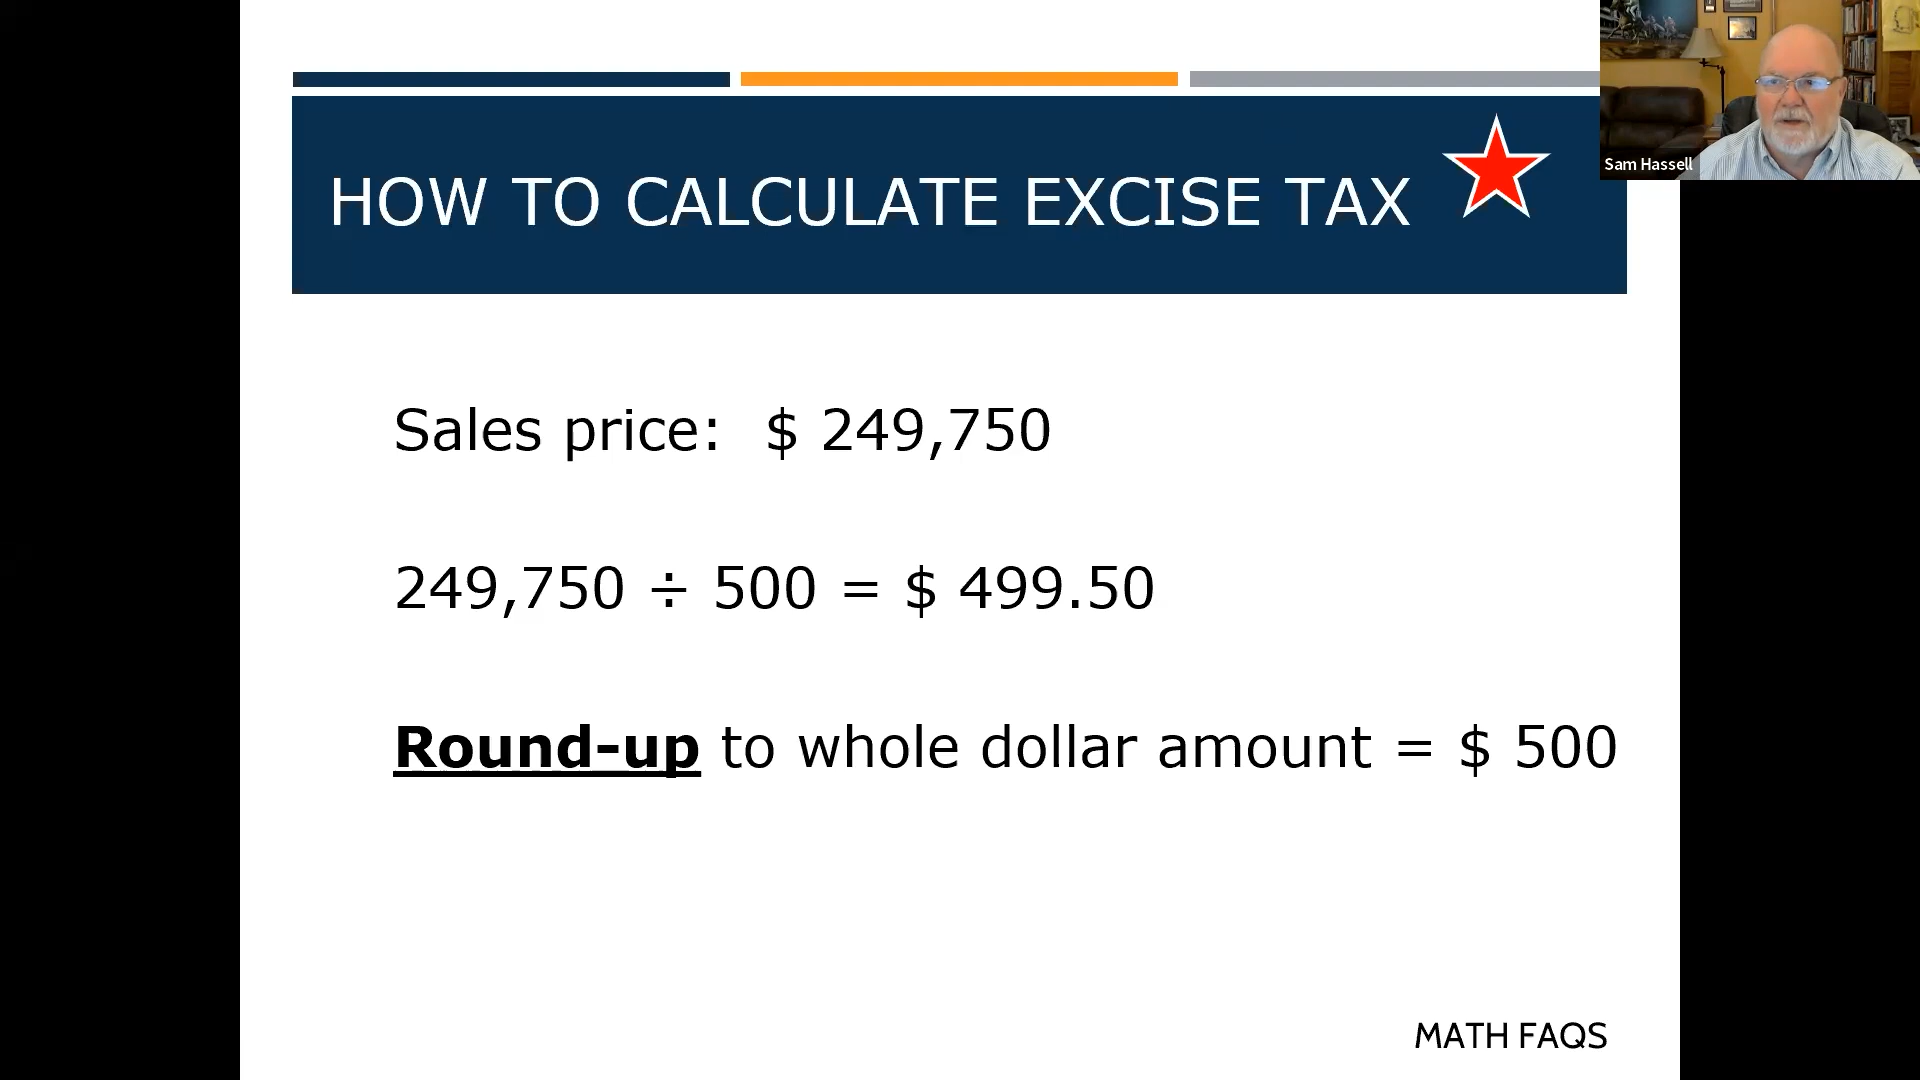 HOW TO CALCULATE EXCISE TAX
Sam Hassell
Sales price: $ 249,750
249,750 ÷ 500 = $ 499.50
Round-up to whole dollar amount = $ 500
MATH FAQS